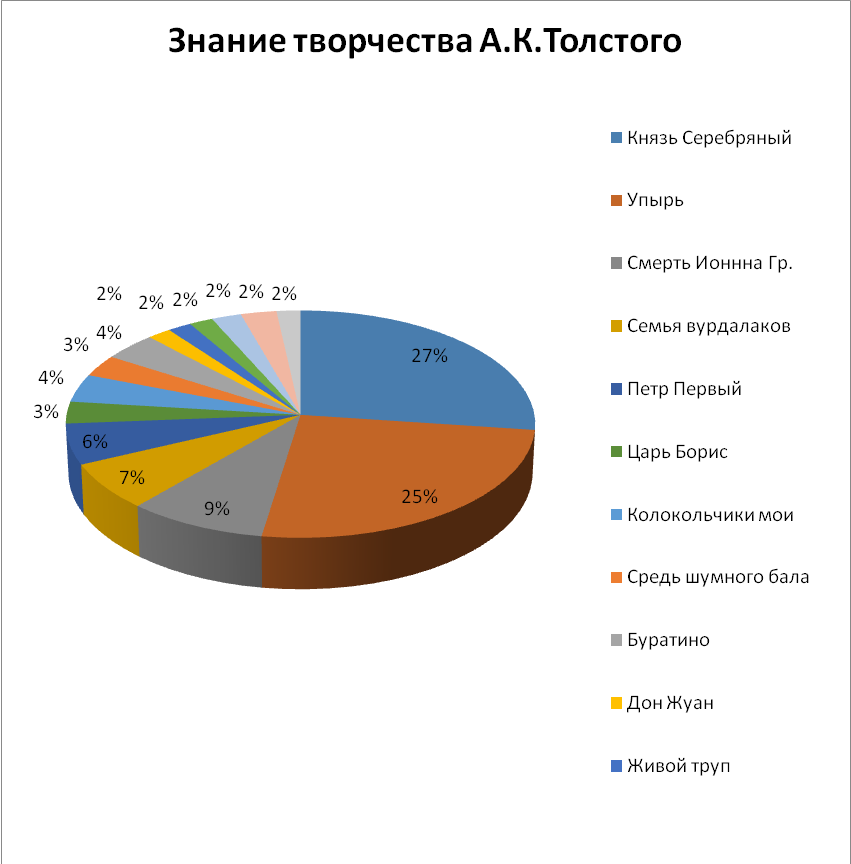 Знание творчества А.К.Толстого
27%
25%
9%
7%
6%
3%
4%
3%
4%
2%
2%
2%
2%
2%
2%
Князь Серебряный
Упырь
Смерть Ионнна Гр.
Семья вурдалаков
Петр Первый
Царь Борис
Колокольчики мои
Средь шумного бала
Буратино
Дон Жуан
Живой труп